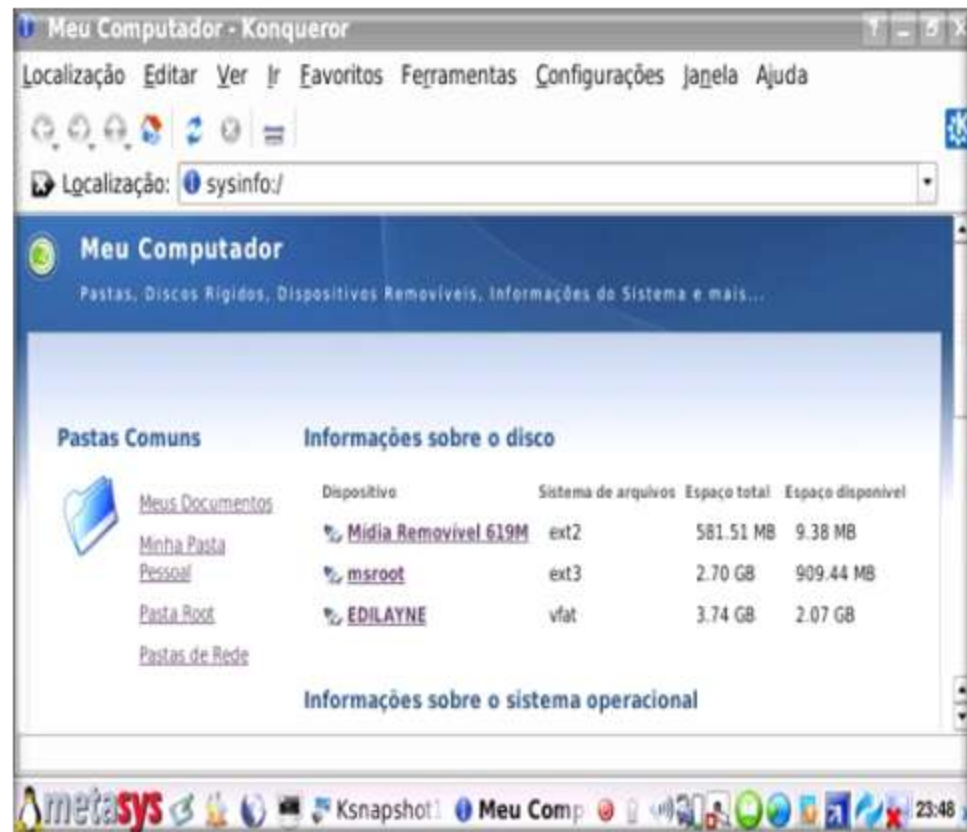 Meu Computador - Konqueror
Localização Editar Ver Ir Favoritos Ferramentas Configurações Janela Ajuda
Localização: sysinfo:/
Meu Computador
Pastas, Discos Rígidos, Dispositivos Removíveis, Informações do Sistema e mais...
Pastas Comuns
Meus Documentos
Minha Pasta
Pessoal
Pasta Root
Pastas de Rede
Informações sobre o disco
Dispositivo Sistema de arquivos Espaço total Espaço disponível
Mídia Removível 619M ext2 581.51 MB 9.38 MB
msroot ext3 2.70 GB 909.44 MB
EDILAYNE vfat 3.74 GB 2.07 GB
Informações sobre o sistema operacional
metasys Ksnapshot1 Meu Comp 23:48